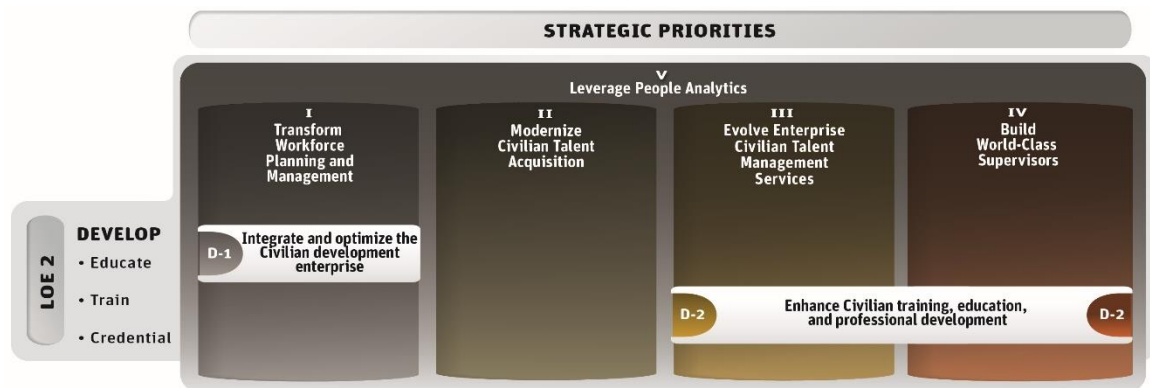 STRATEGIC PRIORITIES
V
Leverage People Analytics
I
Transform
Workforce
Planning and
Management
II
Modernize
Civilian Talent
Acquisition
III
Evolve Enterprise
Civilian Talent
Management
Services
IV
Build
World-Class
Supervisors
LOE 2
DEVELOP
• Educate
• Train
• Credential
D-1
Integrate and optimize the
Civilian development
enterprise
D-2
Enhance Civilian training, education,
and professional development
D-2